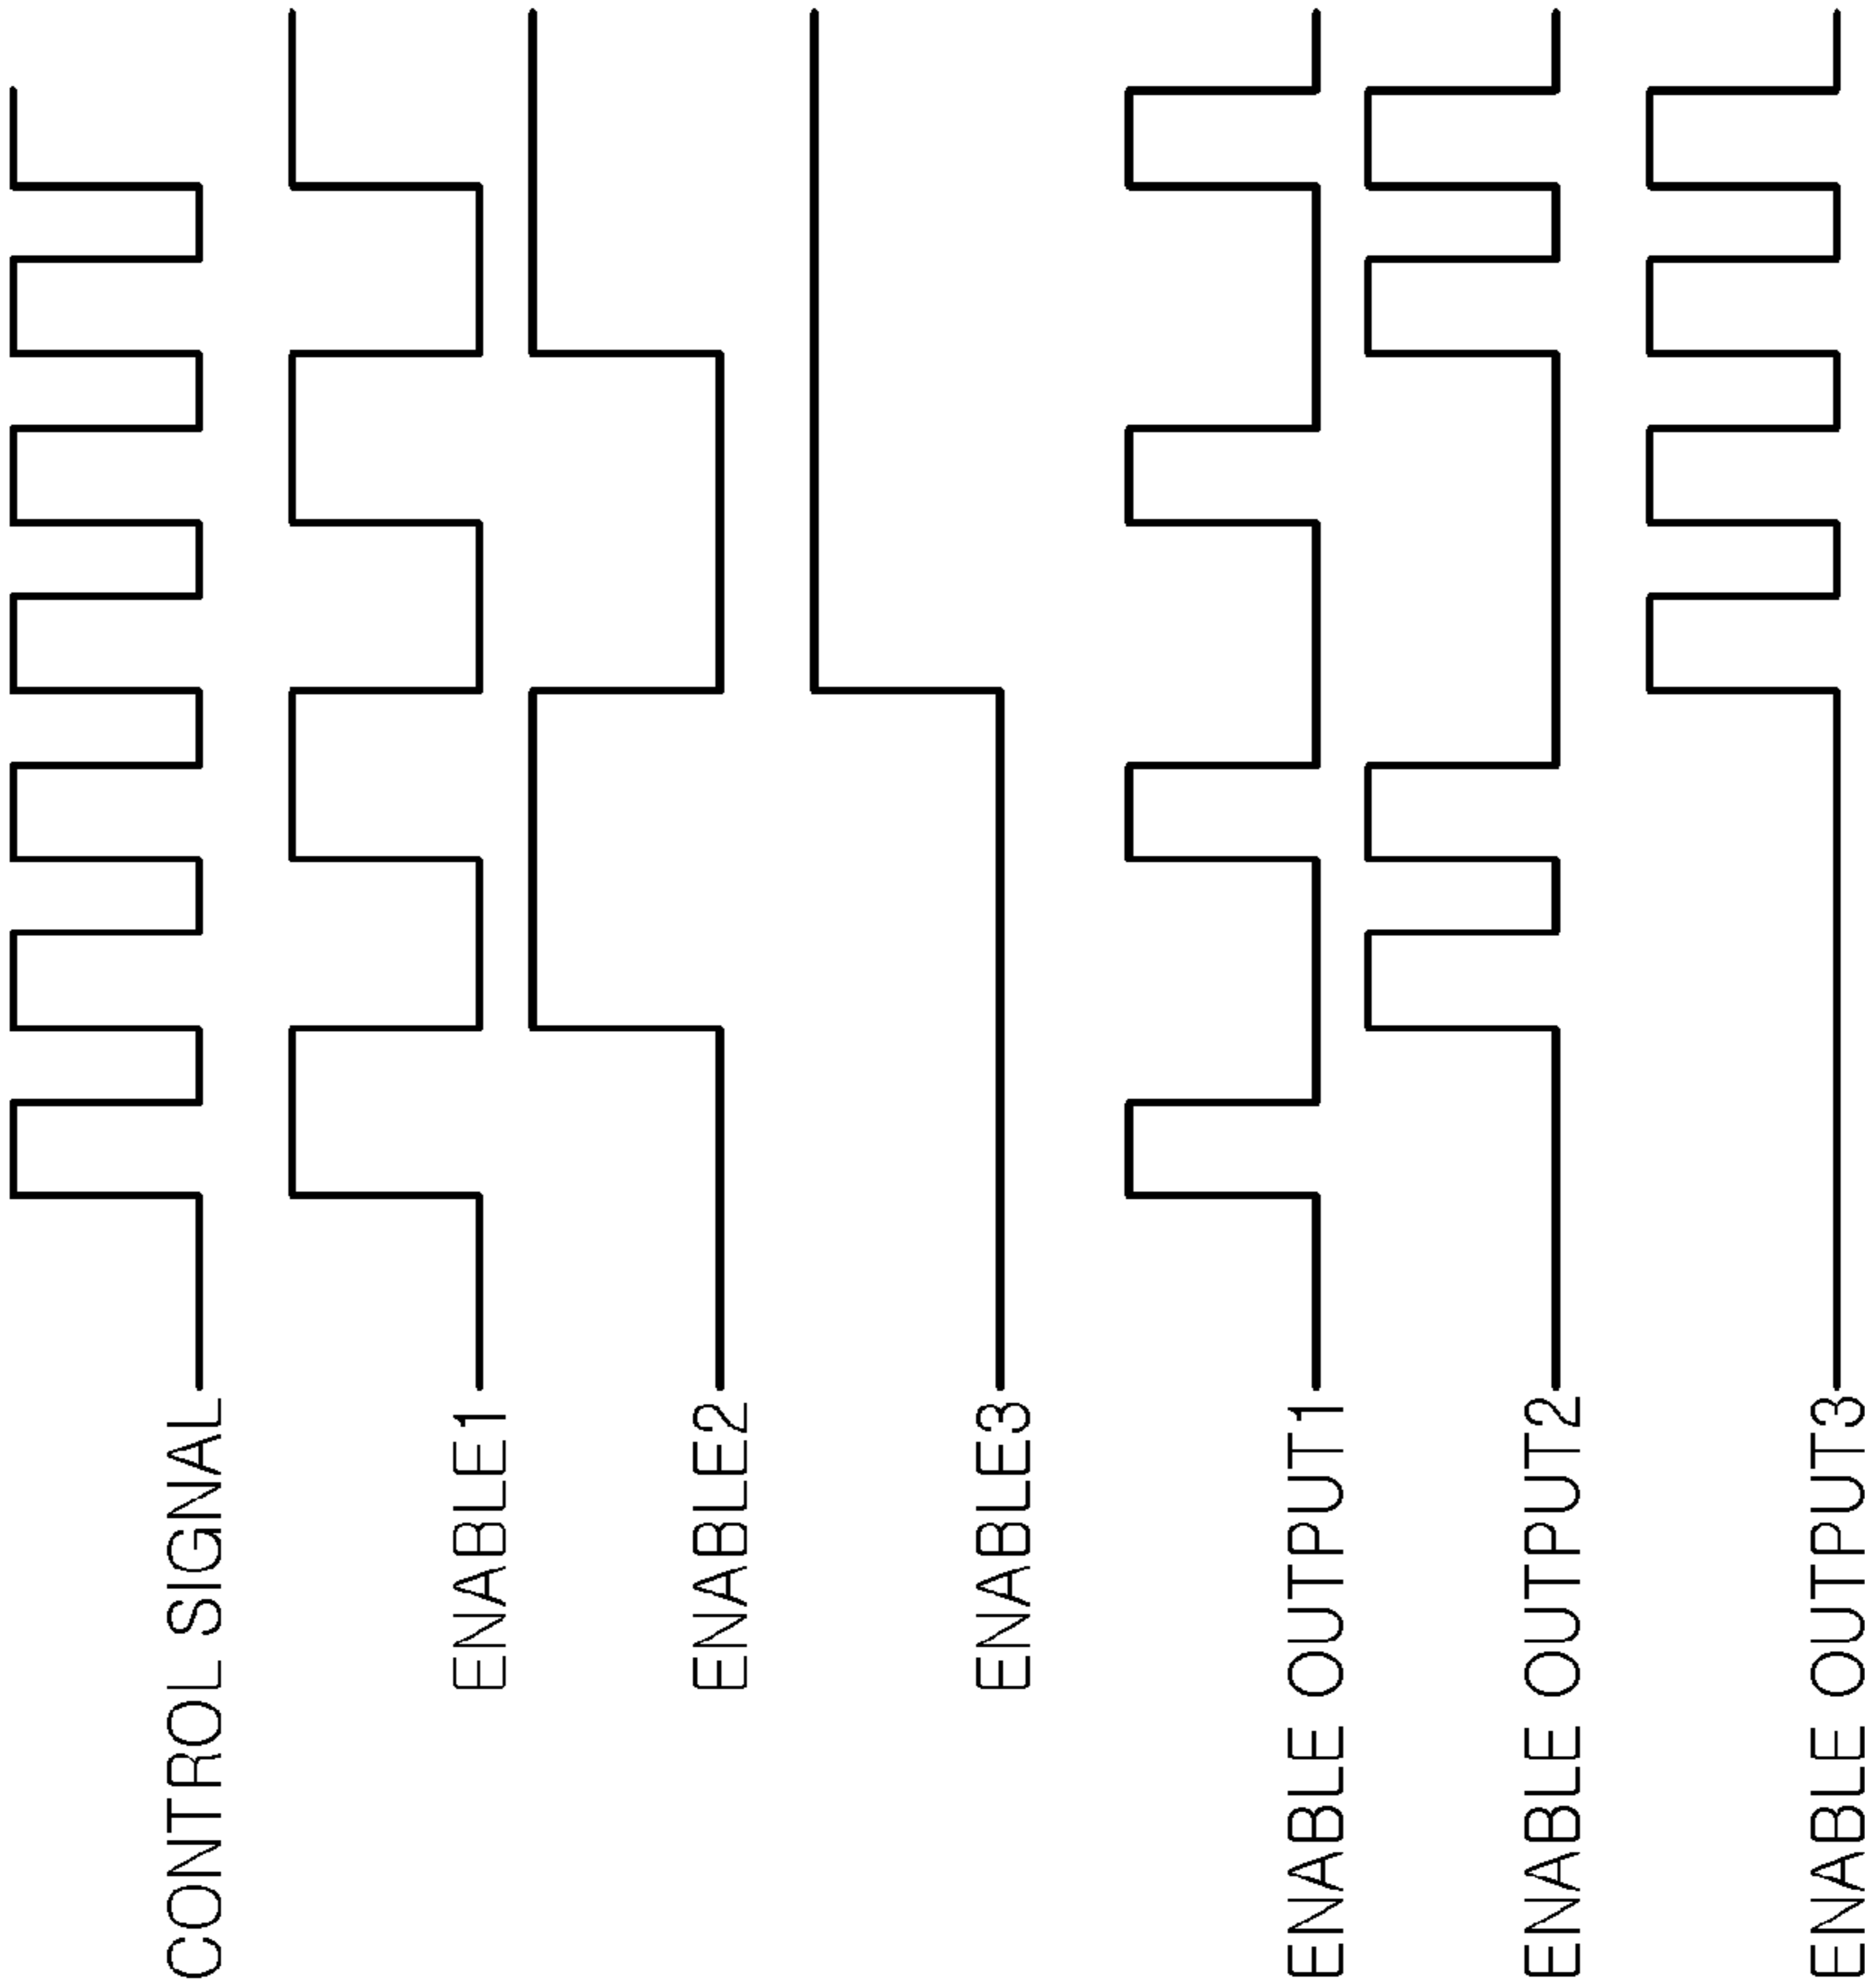 CONTROL SIGNAL
ENABLE1
ENABLE2
ENABLE3
ENABLE OUTPUT1
ENABLE OUTPUT2
ENABLE OUTPUT3